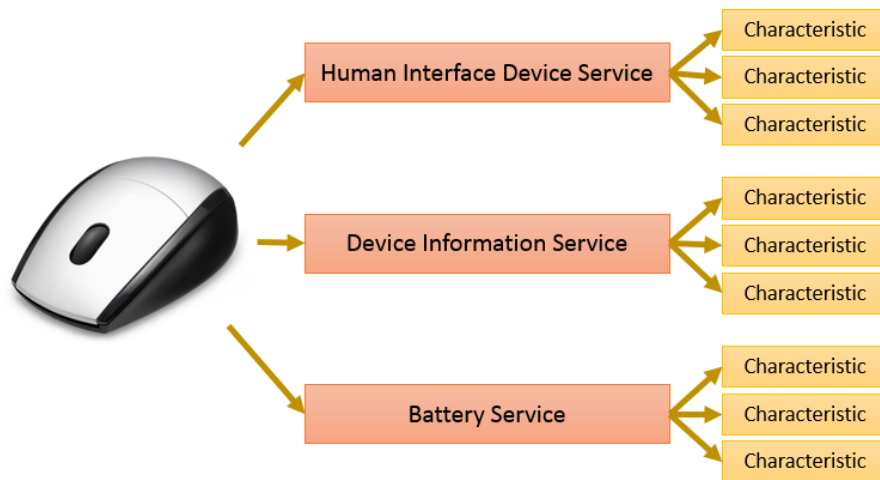 Characteristic
Human Interface Device Service
Characteristic
Characteristic
Characteristic
Device Information Service
Characteristic
Characteristic
Characteristic
Battery Service
Characteristic
Characteristic